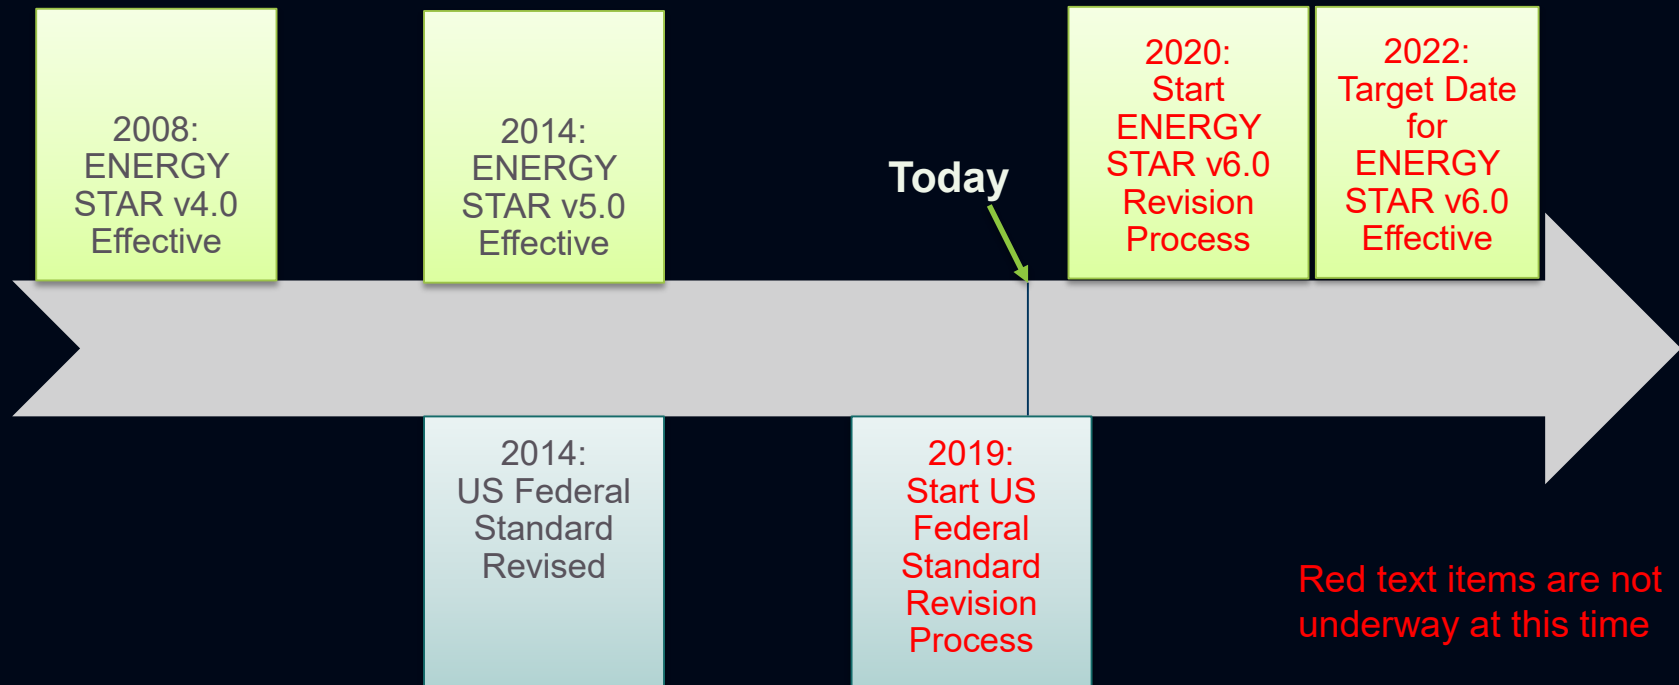 2008:
ENERGY
STAR v4.0
Effective
2014:
ENERGY
STAR v5.0
Effective
Today
2020:
Start
ENERGY
STAR v6.0
Revision
Process
2022:
Target Date
for
ENERGY
STAR v6.0
Effective
2014:
US Federal
Standard
Revised
2019:
Start US
Federal
Standard
Revision
Process
Red text items are not
underway at this time